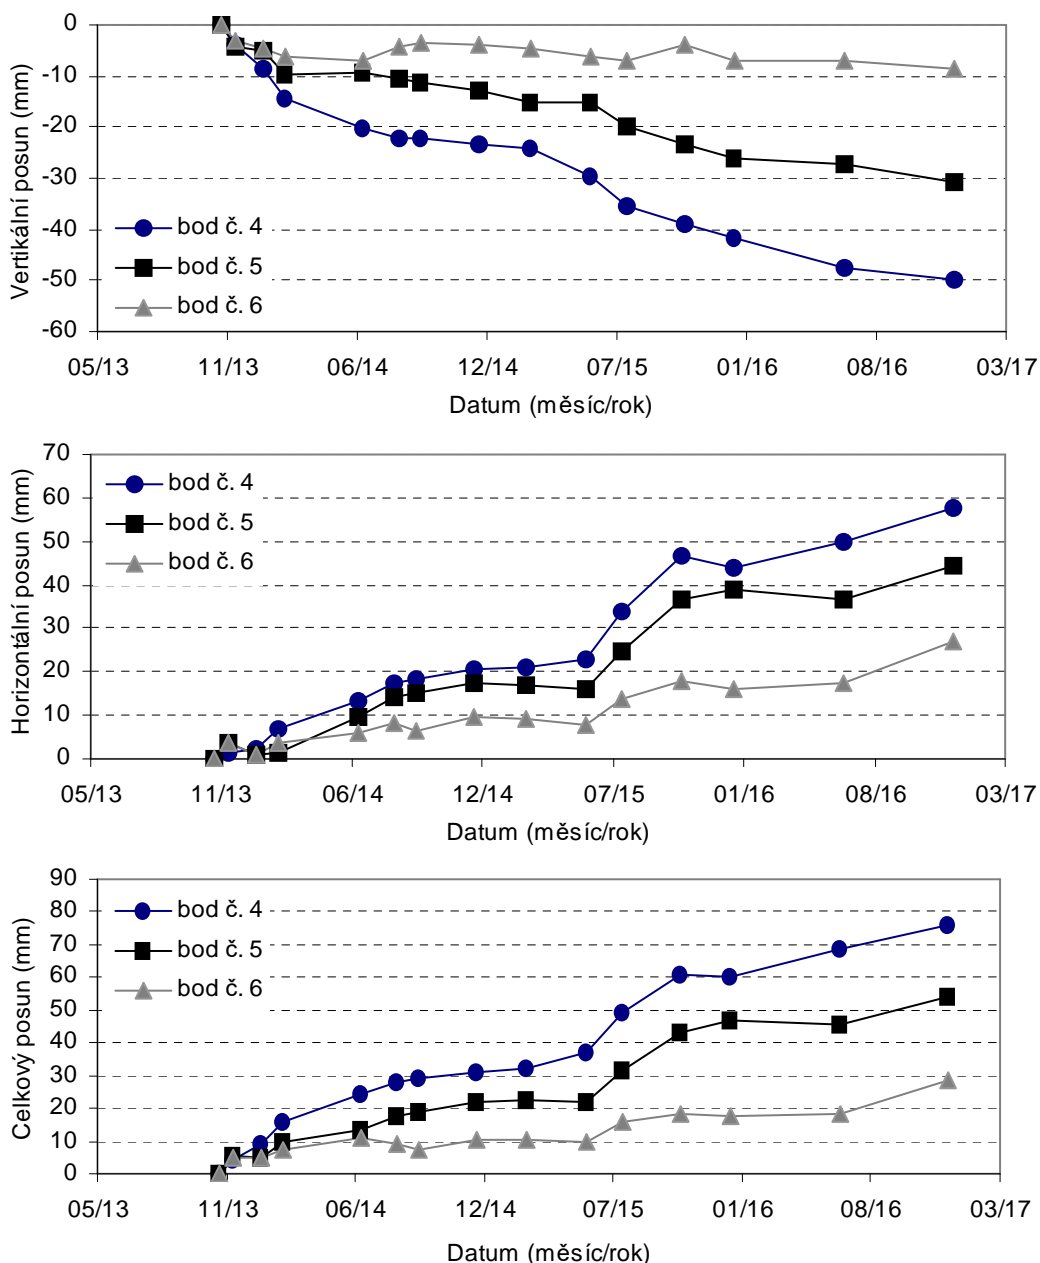 Vertikální posun (mm)
0
-10
-20
-30
-40
-50
-60
bod č. 4
bod č. 5
bod č. 6
05/13 11/13 06/14 12/14 07/15 01/16 08/16 03/17
Datum (měsíc/rok)
Horizontální posun (mm)
70
60
50
40
30
20
10
0
bod č. 4
bod č. 5
bod č. 6
05/13 11/13 06/14 12/14 07/15 01/16 08/16 03/17
Datum (měsíc/rok)
Celkový posun (mm)
90
80
70
60
50
40
30
20
10
0
bod č. 4
bod č. 5
bod č. 6
05/13 11/13 06/14 12/14 07/15 01/16 08/16 03/17
Datum (měsíc/rok)